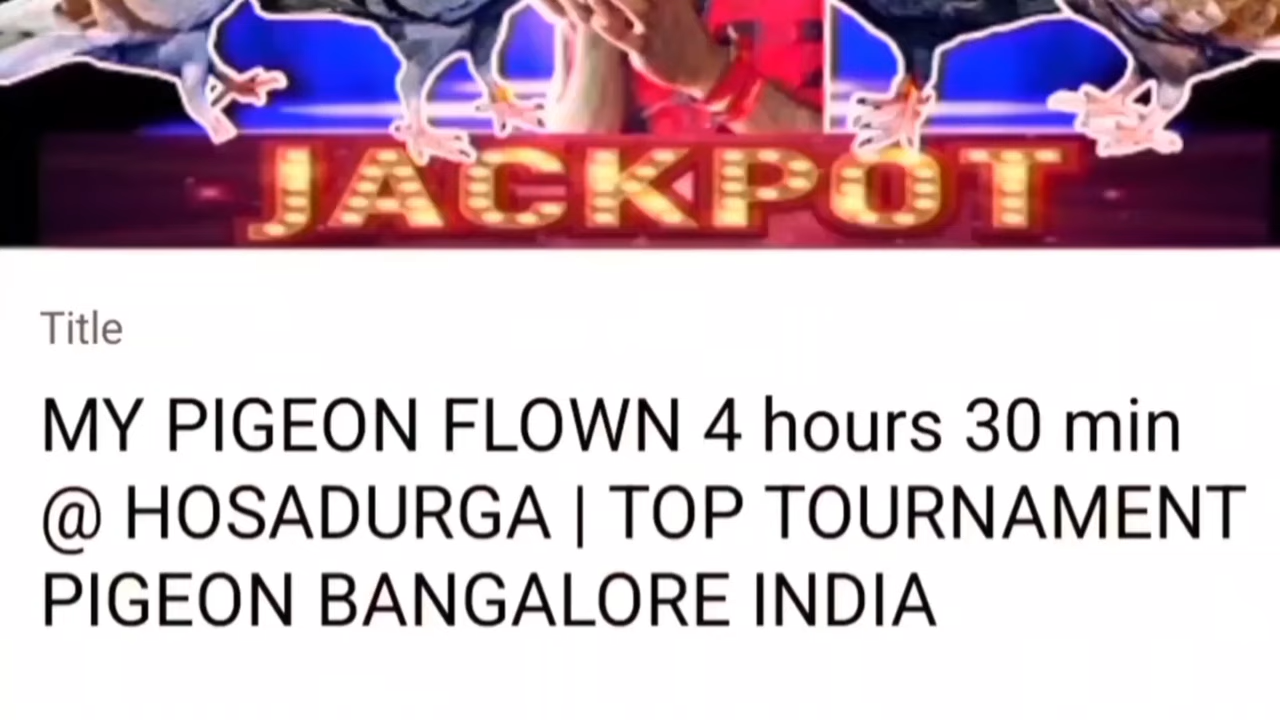 JACKPOT
Title
MY PIGEON FLOWN 4 hours 30 min
@ HOSADURGA | TOP TOURNAMENT
PIGEON BANGALORE INDIA